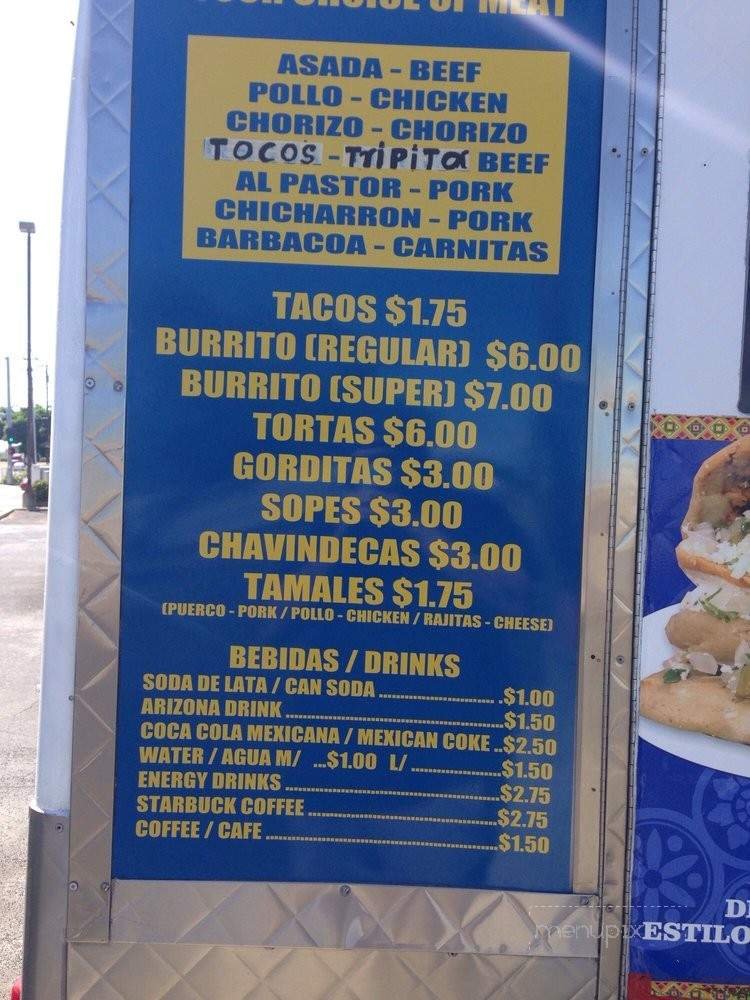 YOUR CHOICE OF MEAT
ASADA - BEEF
POLLO - CHICKEN
CHORIZO - CHORIZO
TOCOS - TRIPITA BEEF
AL PASTOR - PORK
CHICHARRON - PORK
BARBACOA - CARNITAS
TACOS $1.75
BURRITO (REGULAR) $6.00
BURRITO (SUPER) $7.00
TORTAS $6.00
GORDITAS $3.00
SOPES $3.00
CHAVINDECAS $3.00
TAMALES $1.75
(PUERCO - PORK / POLLO - CHICKEN / RAJITAS - CHEESE)
BEBIDAS / DRINKS
SODA DE LATA / CAN SODA ........................ .$1.00
ARIZONA DRINK .............................................$1.50
COCA COLA MEXICANA / MEXICAN COKE ..$2.50
WATER / AGUA M/ ...$1.00 L/ ..................$1.50
ENERGY DRINKS ...........................................$2.75
STARBUCK COFFEE ......................................$2.75
COFFEE / CAFE ..............................................$1.50
ESTILO
menupix